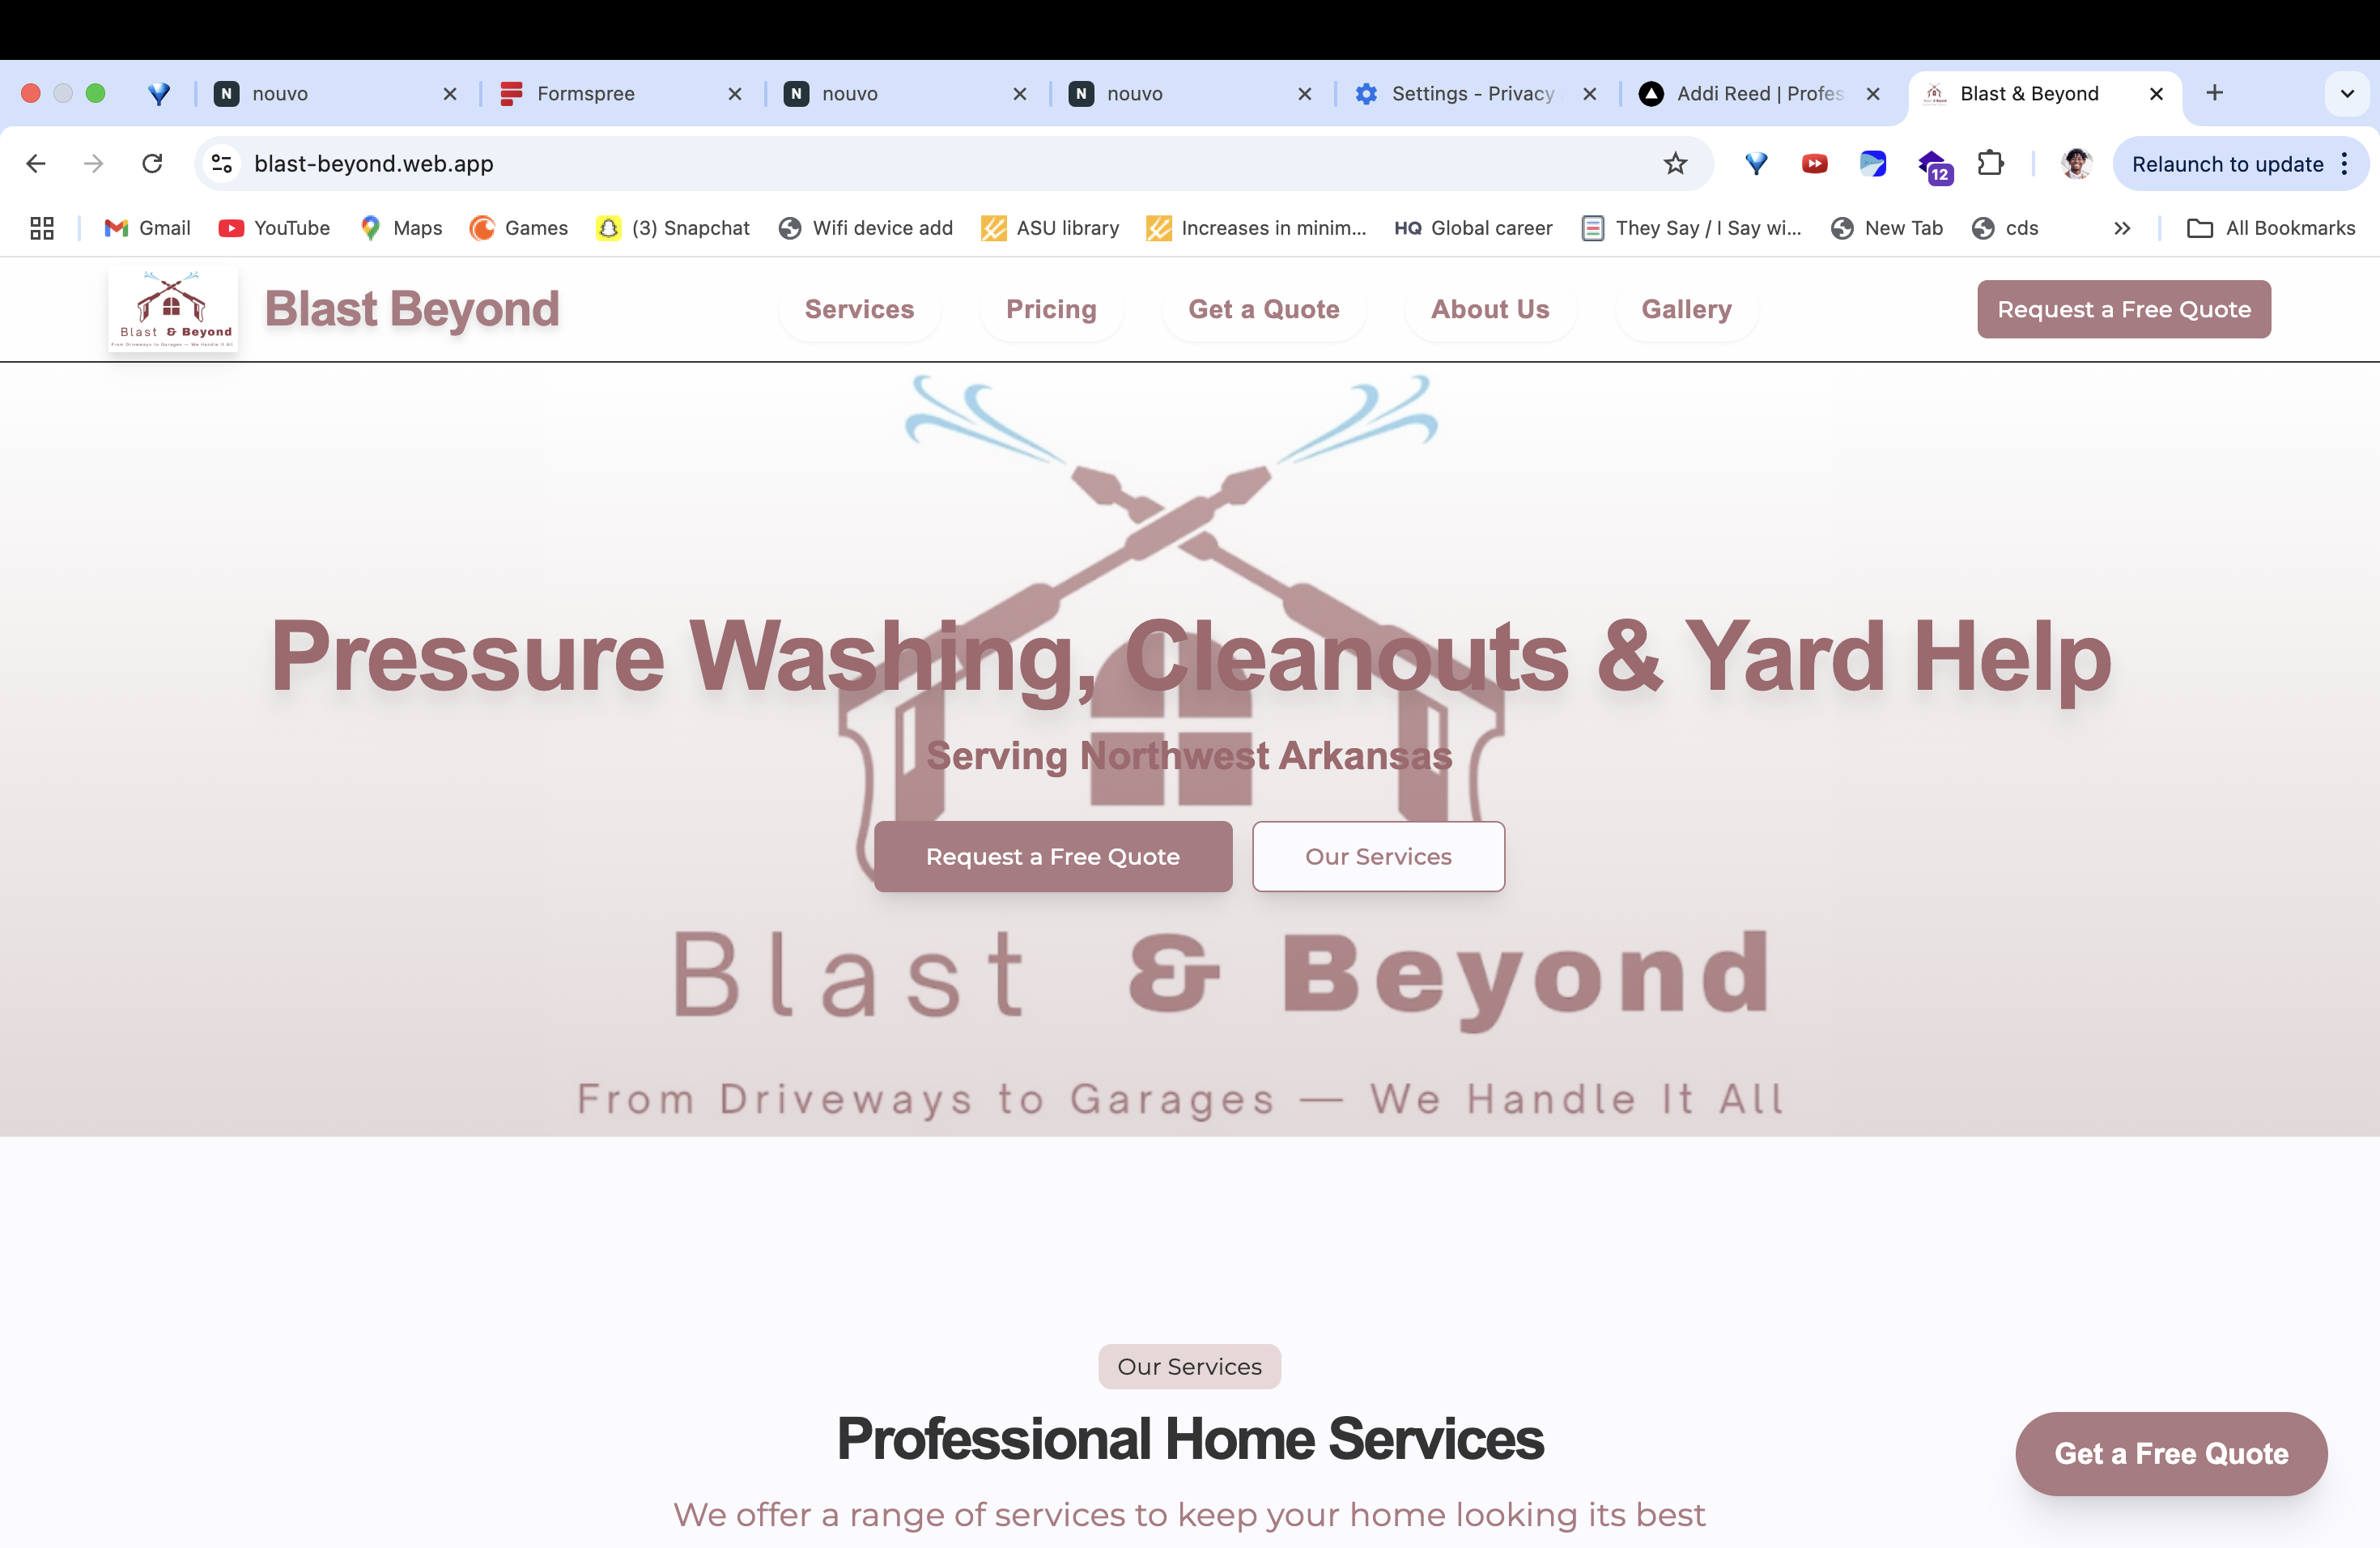 nouvo
Formspree
nouvo
nouvo
Settings - Privacy
Addi Reed | Profes
Blast & Beyond
blast-beyond.web.app
12
Relaunch to update
Gmail
YouTube
Maps
Games
(3) Snapchat
Wifi device add
ASU library
Increases in minim...
HQ Global career
They Say / I Say wi...
New Tab
cds
All Bookmarks
Blast & Beyond
From Driveways to Garages — We Handle It All
Blast Beyond
Services
Pricing
Get a Quote
About Us
Gallery
Request a Free Quote
Pressure Washing, Cleanouts & Yard Help
Serving Northwest Arkansas
Request a Free Quote
Our Services
Blast & Beyond
From Driveways to Garages — We Handle It All
Our Services
Professional Home Services
We offer a range of services to keep your home looking its best
Get a Free Quote